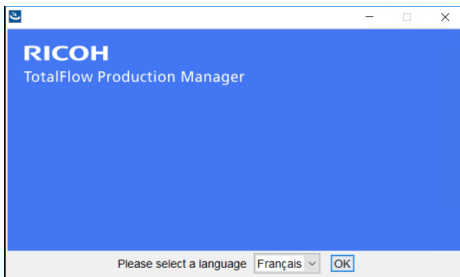 RICOH
TotalFlow Production Manager
Please select a language Français OK